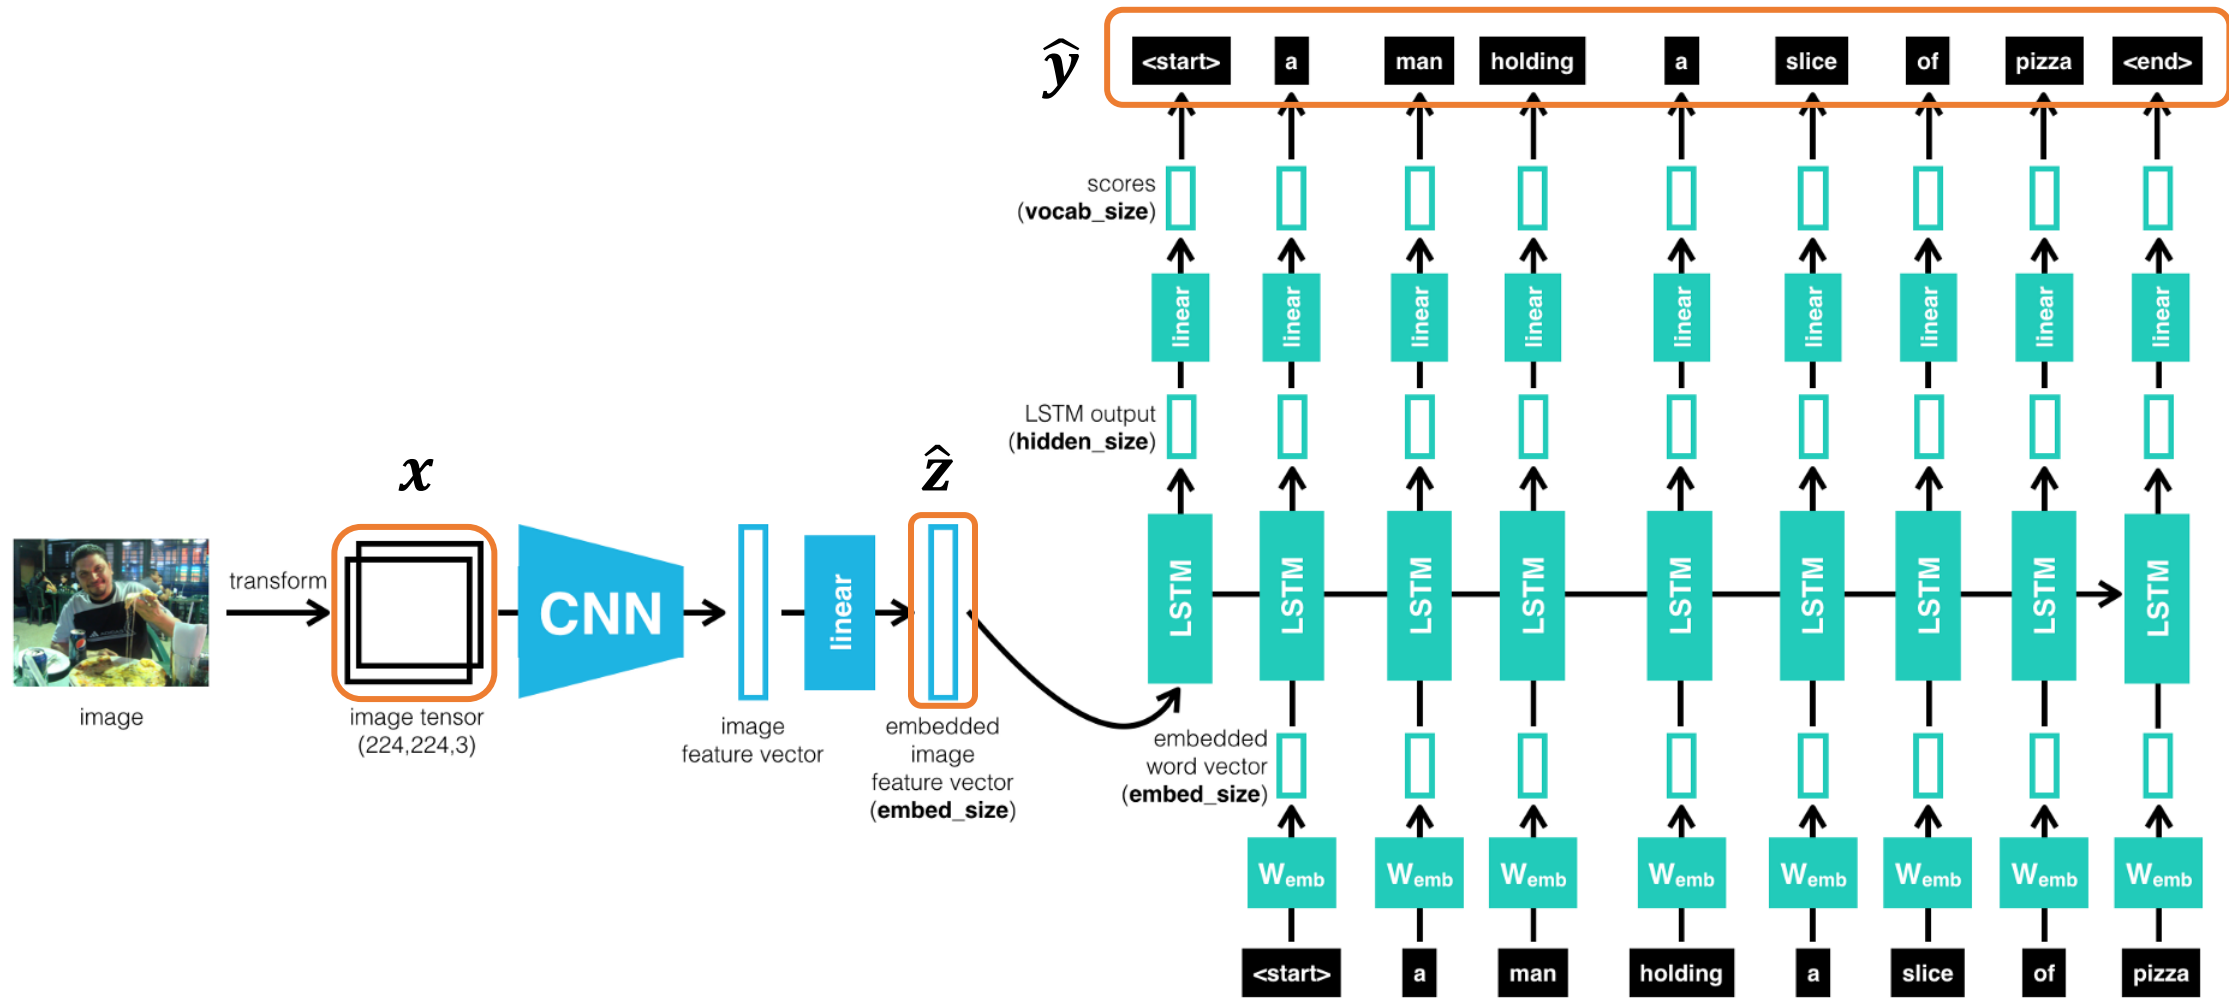 ŷ
<start> a man holding a slice of pizza <end>
scores
(vocab_size)
linear linear linear linear linear linear linear linear linear
LSTM output
(hidden_size)
x
ẑ
LSTM LSTM LSTM LSTM LSTM LSTM LSTM LSTM LSTM
transform
CNN
linear
image
image tensor
(224,224,3)
image
feature vector
embedded
image
feature vector
(embed_size)
embedded
word vector
(embed_size)
Wemb Wemb Wemb Wemb Wemb Wemb Wemb Wemb
<start> a man holding a slice of pizza